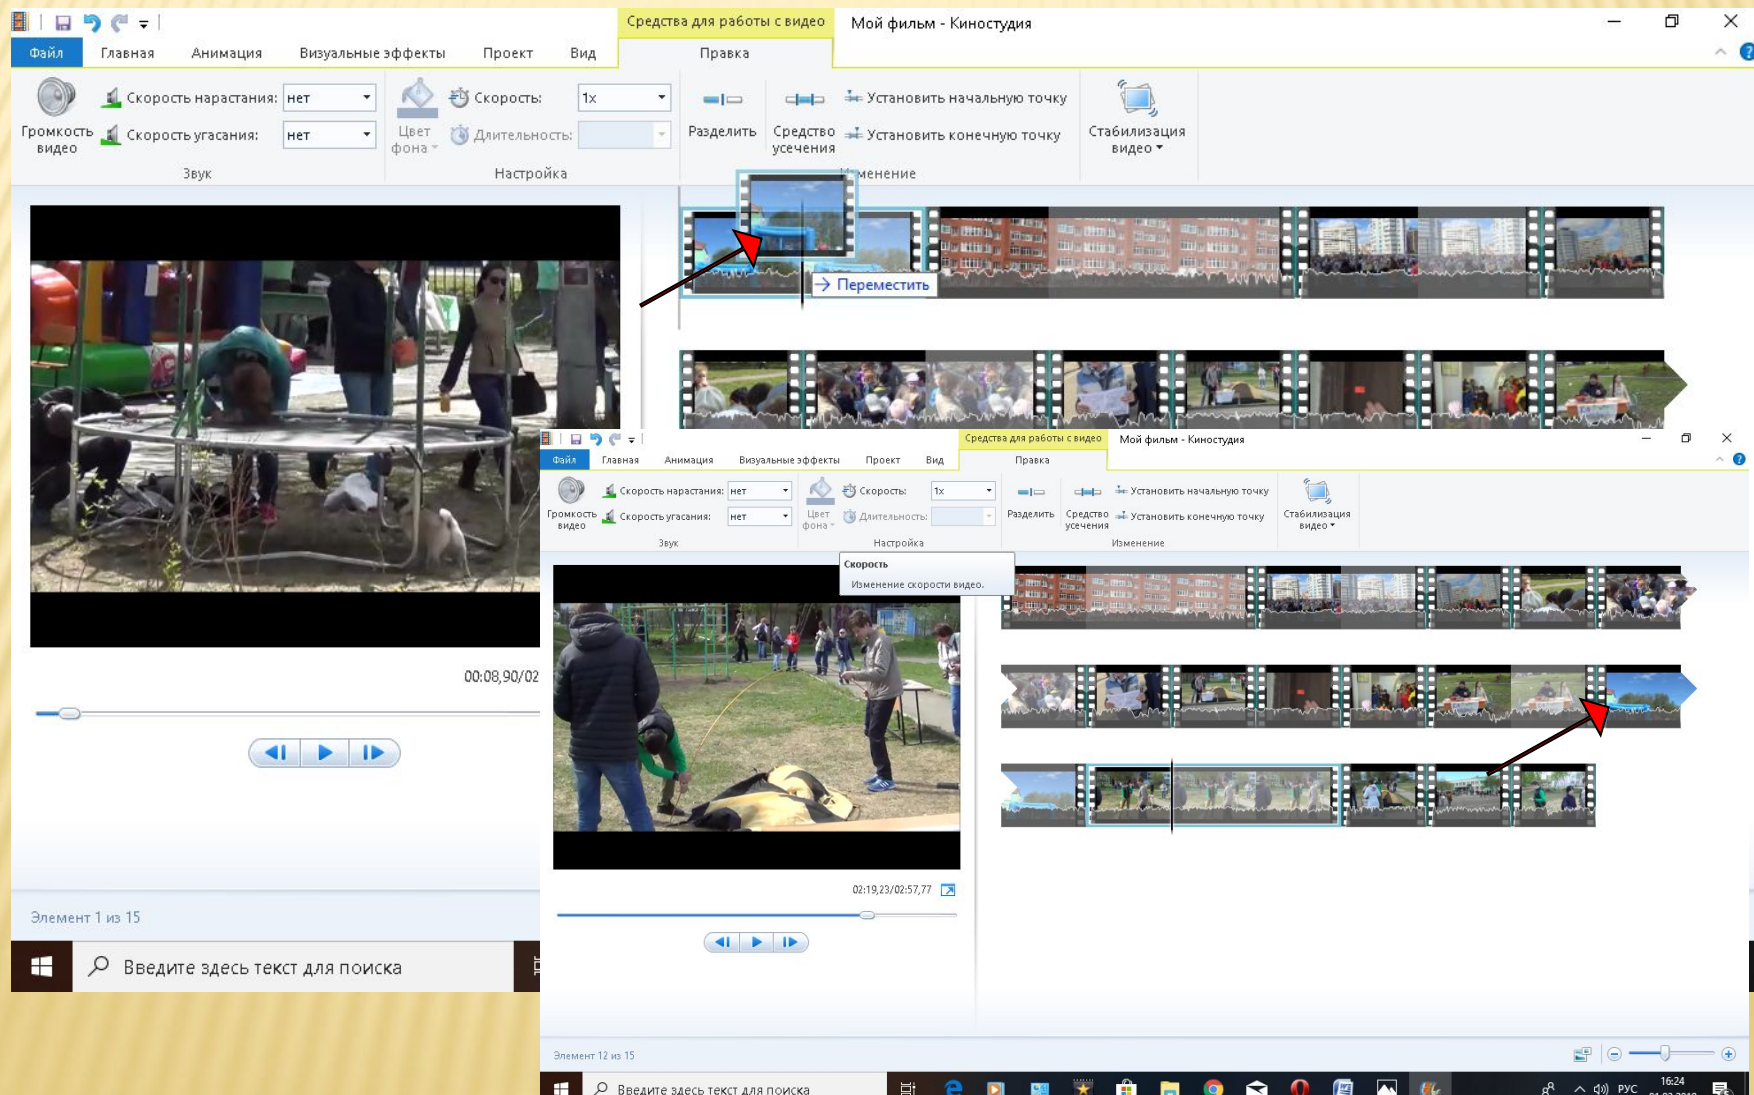 Средства для работы с видео
Мой фильм - Киностудия
Файл Главная Анимация Визуальные эффекты Проект Вид Правка
Скорость нарастания: нет
Скорость: 1x
Установить начальную точку
Громкость видео
Скорость угасания: нет
Цвет фона
Длительность:
Разделить
Средство усечения
Установить конечную точку
Стабилизация видео
Звук
Настройка
Изменение
→ Переместить
00:08,90/02
Элемент 1 из 15
Введите здесь текст для поиска
Средства для работы с видео
Мой фильм - Киностудия
Файл Главная Анимация Визуальные эффекты Проект Вид Правка
Скорость нарастания: нет
Скорость: 1x
Установить начальную точку
Громкость видео
Скорость угасания: нет
Цвет фона
Длительность:
Разделить
Средство усечения
Установить конечную точку
Стабилизация видео
Звук
Настройка
Изменение
Скорость
Изменение скорости видео.
02:19,23/02:57,77
Элемент 12 из 15
Введите здесь текст для поиска
РУС
16:24